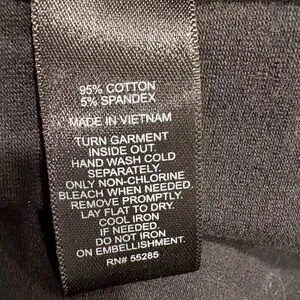 95% COTTON
5% SPANDEX
MADE IN VIETNAM
TURN GARMENT
INSIDE OUT.
HAND WASH COLD
SEPARATELY.
ONLY NON-CHLORINE
BLEACH WHEN NEEDED.
REMOVE PROMPTLY.
LAY FLAT TO DRY.
COOL IRON
IF NEEDED.
DO NOT IRON
ON EMBELLISHMENT.
RN# 55285